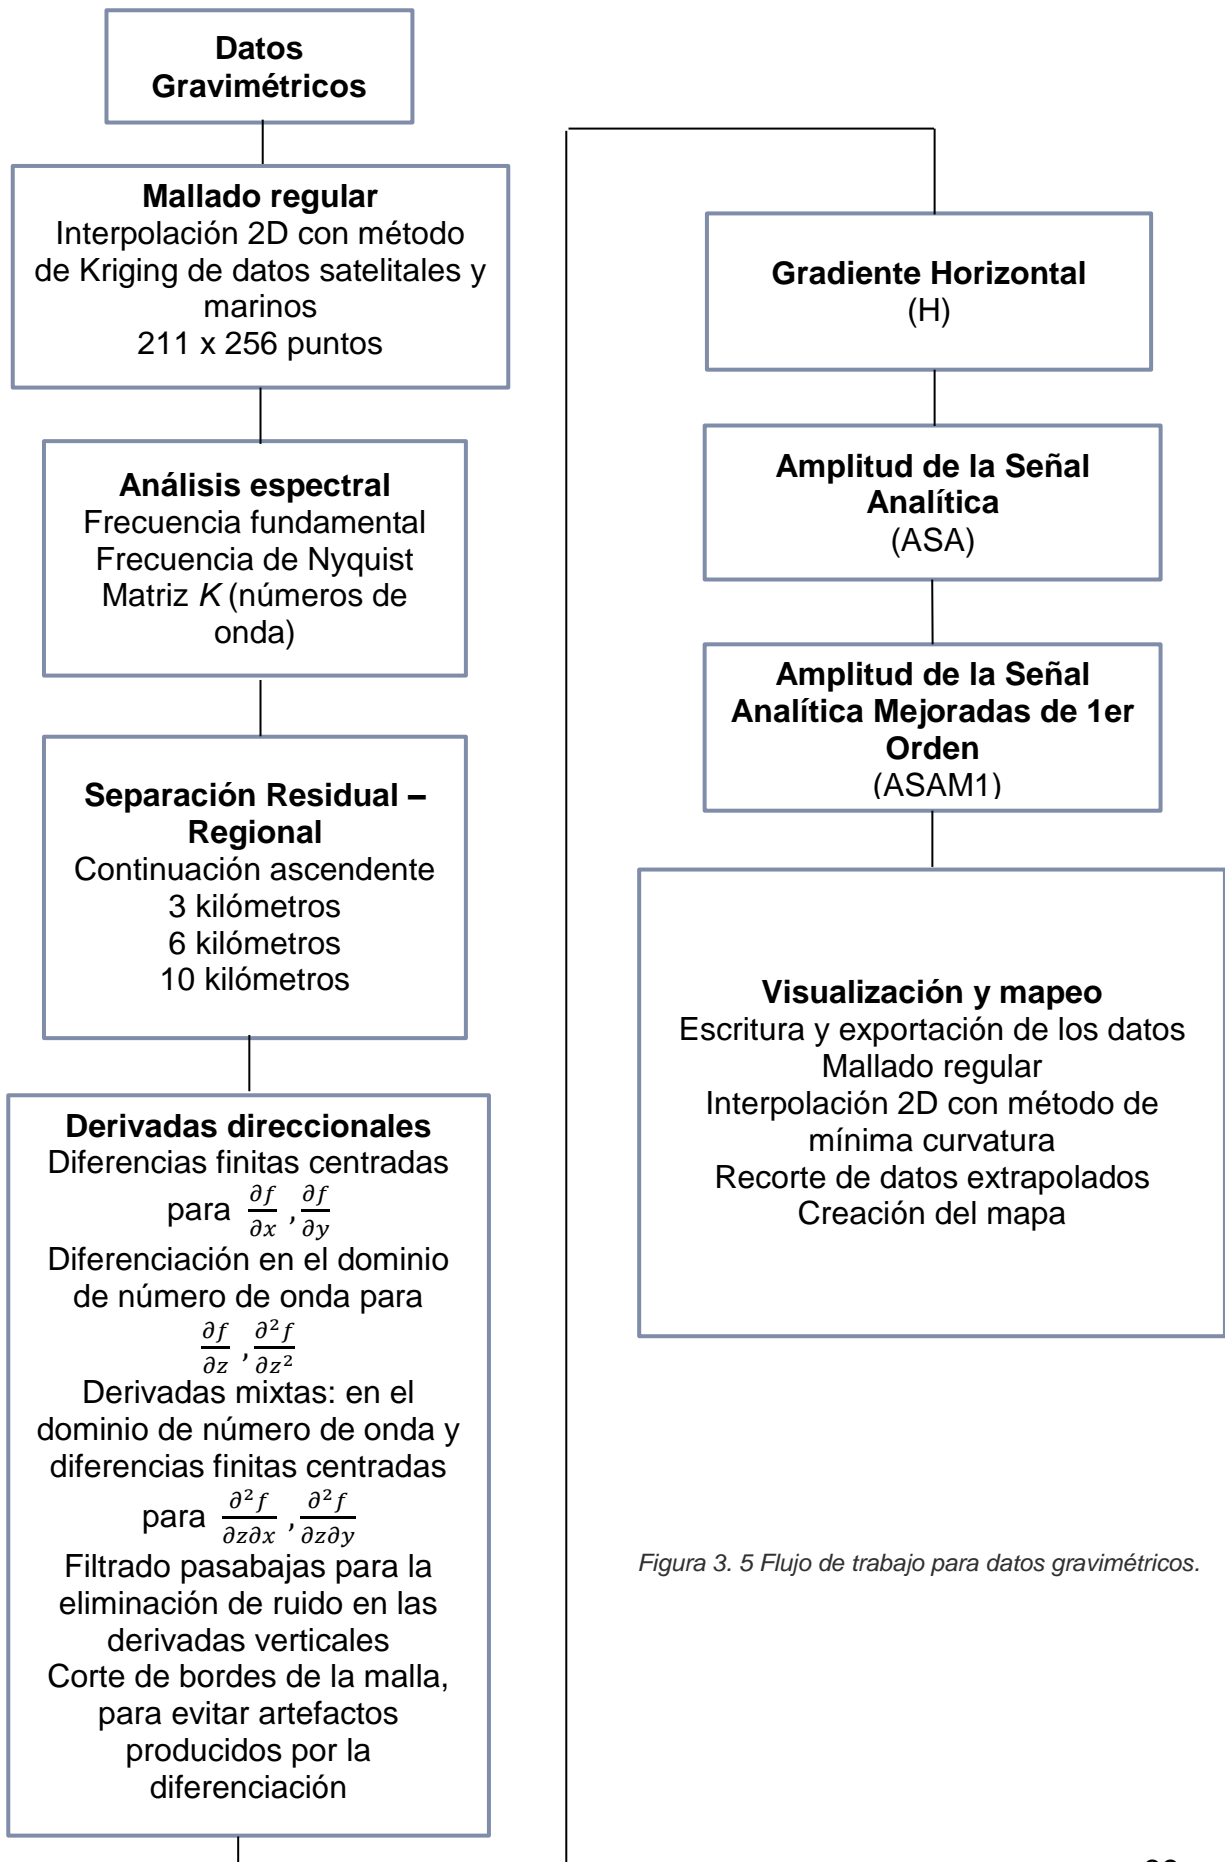 Datos
Gravimétricos
Mallado regular
Interpolación 2D con método
de Kriging de datos satelitales y
marinos
211 x 256 puntos
Análisis espectral
Frecuencia fundamental
Frecuencia de Nyquist
Matriz K (números de
onda)
Separación Residual –
Regional
Continuación ascendente
3 kilómetros
6 kilómetros
10 kilómetros
Derivadas direccionales
Diferencias finitas centradas
para ∂f/∂x , ∂f/∂y
Diferenciación en el dominio
de número de onda para
∂f/∂z , ∂²f/∂z²
Derivadas mixtas: en el
dominio de número de onda y
diferencias finitas centradas
para ∂²f/∂z∂x , ∂²f/∂z∂y
Filtrado pasabajas para la
eliminación de ruido en las
derivadas verticales
Corte de bordes de la malla,
para evitar artefactos
producidos por la
diferenciación
Gradiente Horizontal
(H)
Amplitud de la Señal
Analítica
(ASA)
Amplitud de la Señal
Analítica Mejoradas de 1er
Orden
(ASAM1)
Visualización y mapeo
Escritura y exportación de los datos
Mallado regular
Interpolación 2D con método de
mínima curvatura
Recorte de datos extrapolados
Creación del mapa
Figura 3. 5 Flujo de trabajo para datos gravimétricos.